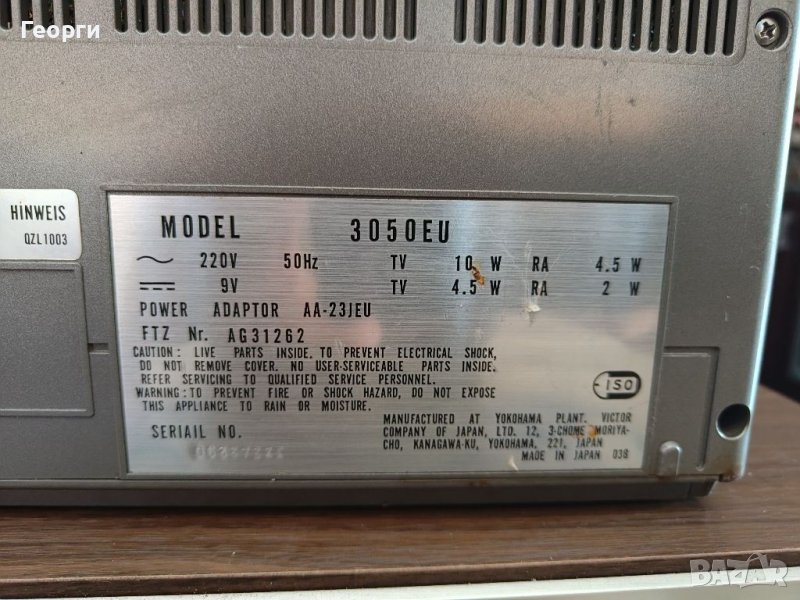 Георги
HINWEIS
QZL1003
MODEL 3050EU
220V 50Hz TV 10 W RA 4.5 W
9V TV 4.5 W RA 2 W
POWER ADAPTOR AA-23JEU
FTZ Nr. AG31262
CAUTION: LIVE PARTS INSIDE. TO PREVENT ELECTRICAL SHOCK,
DO NOT REMOVE COVER. NO USER-SERVICEABLE PARTS INSIDE.
REFER SERVICING TO QUALIFIED SERVICE PERSONNEL.
WARNING: TO PREVENT FIRE OR SHOCK HAZARD, DO NOT EXPOSE
THIS APPLIANCE TO RAIN OR MOISTURE.
ISO
SERIAIL NO.
MANUFACTURED AT YOKOHAMA PLANT. VICTOR
COMPANY OF JAPAN, LTD. 12, 3-CHOME MORIYA-
CHO, KANAGAWA-KU, YOKOHAMA, 221, JAPAN
MADE IN JAPAN 038
BAZAR